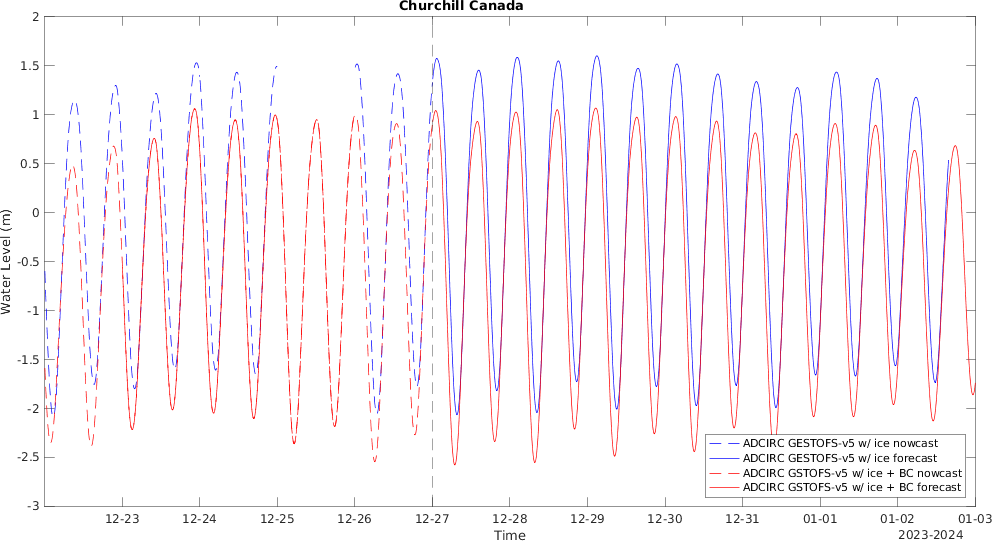 Churchill Canada
2
1.5
1
0.5
0
-0.5
-1
-1.5
-2
-2.5
-3
Water Level (m)
12-23 12-24 12-25 12-26 12-27 12-28 12-29 12-30 12-31 01-01 01-02 01-03
Time
2023-2024
ADCIRC GESTOFS-v5 w/ ice nowcast
ADCIRC GESTOFS-v5 w/ ice forecast
ADCIRC GSTOFS-v5 w/ ice + BC nowcast
ADCIRC GSTOFS-v5 w/ ice + BC forecast